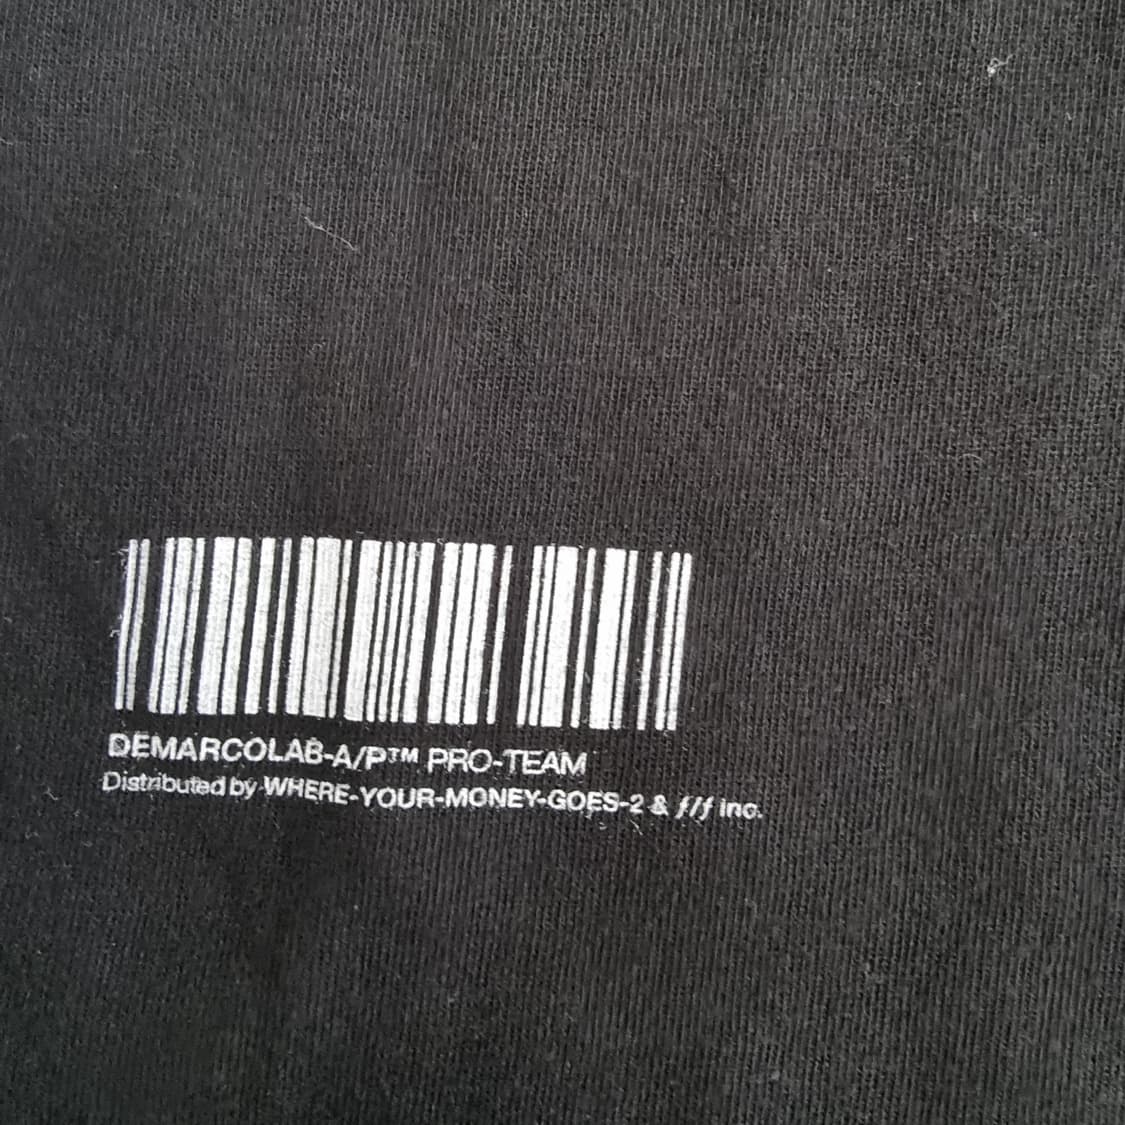 DEMARCOLAB-A/P™ PRO-TEAM
Distributed by WHERE-YOUR-MONEY-GOES-2 & f/f inc.